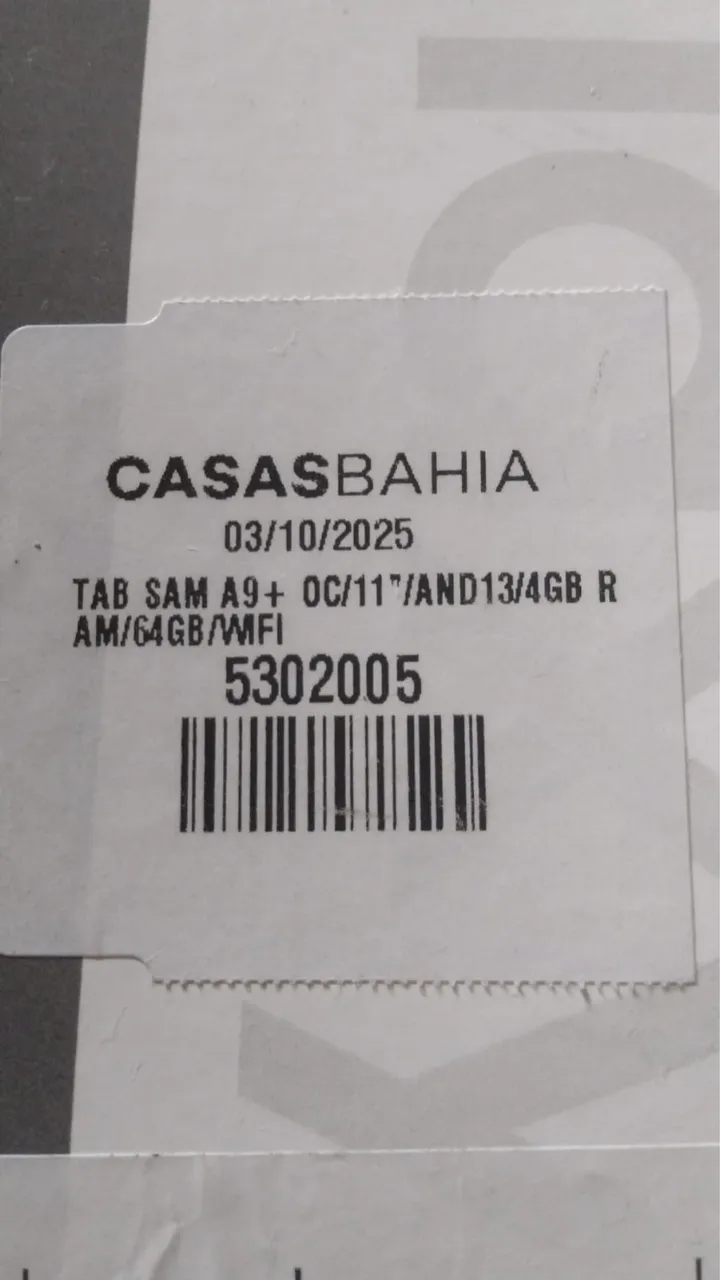 CASASBAHIA
03/10/2025
TAB SAM A9+ OC/11"/AND13/4GB R
AM/64GB/WIFI
5302005